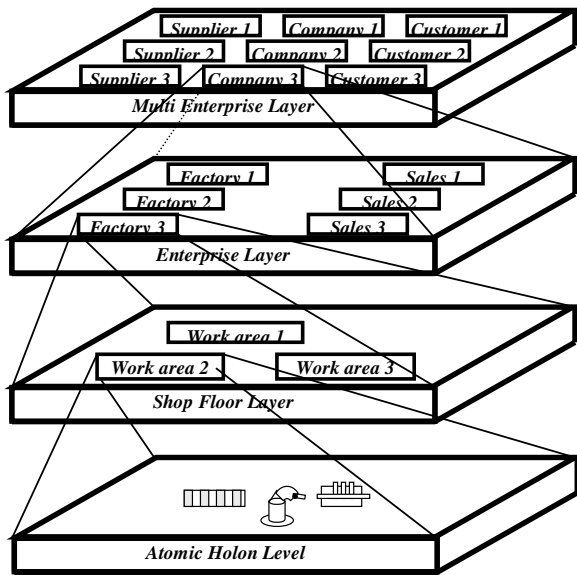 Supplier 1 Company 1 Customer 1
Supplier 2 Company 2 Customer 2
Supplier 3 Company 3 Customer 3
Multi Enterprise Layer
Factory 1 Sales 1
Factory 2 Sales 2
Factory 3 Sales 3
Enterprise Layer
Work area 1
Work area 2 Work area 3
Shop Floor Layer
Atomic Holon Level